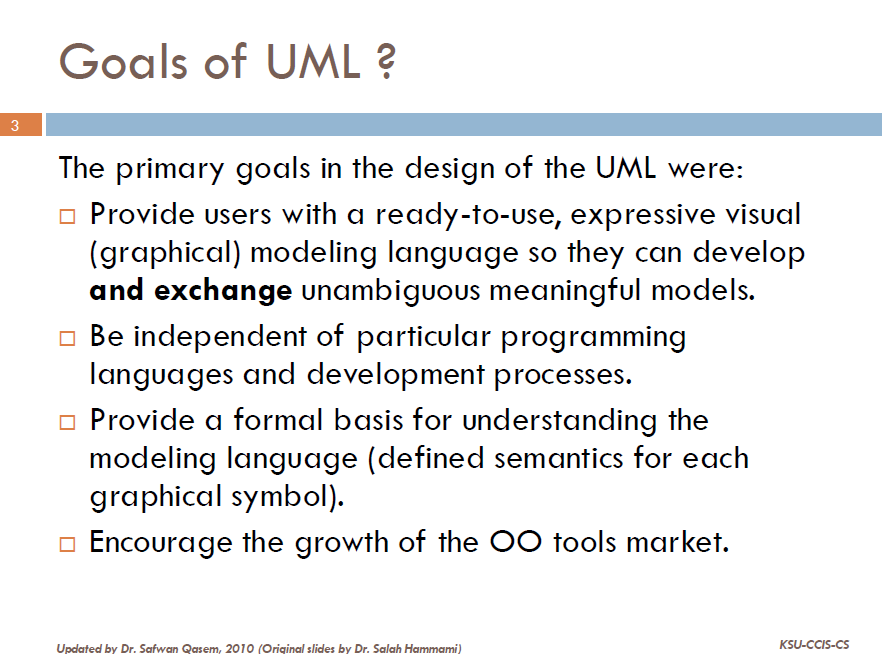 Goals of UML ?
3
The primary goals in the design of the UML were:
Provide users with a ready-to-use, expressive visual
(graphical) modeling language so they can develop
and exchange unambiguous meaningful models.
Be independent of particular programming
languages and development processes.
Provide a formal basis for understanding the
modeling language (defined semantics for each
graphical symbol).
Encourage the growth of the OO tools market.
Updated by Dr. Safwan Qasem, 2010 (Original slides by Dr. Salah Hammami)
KSU-CCIS-CS